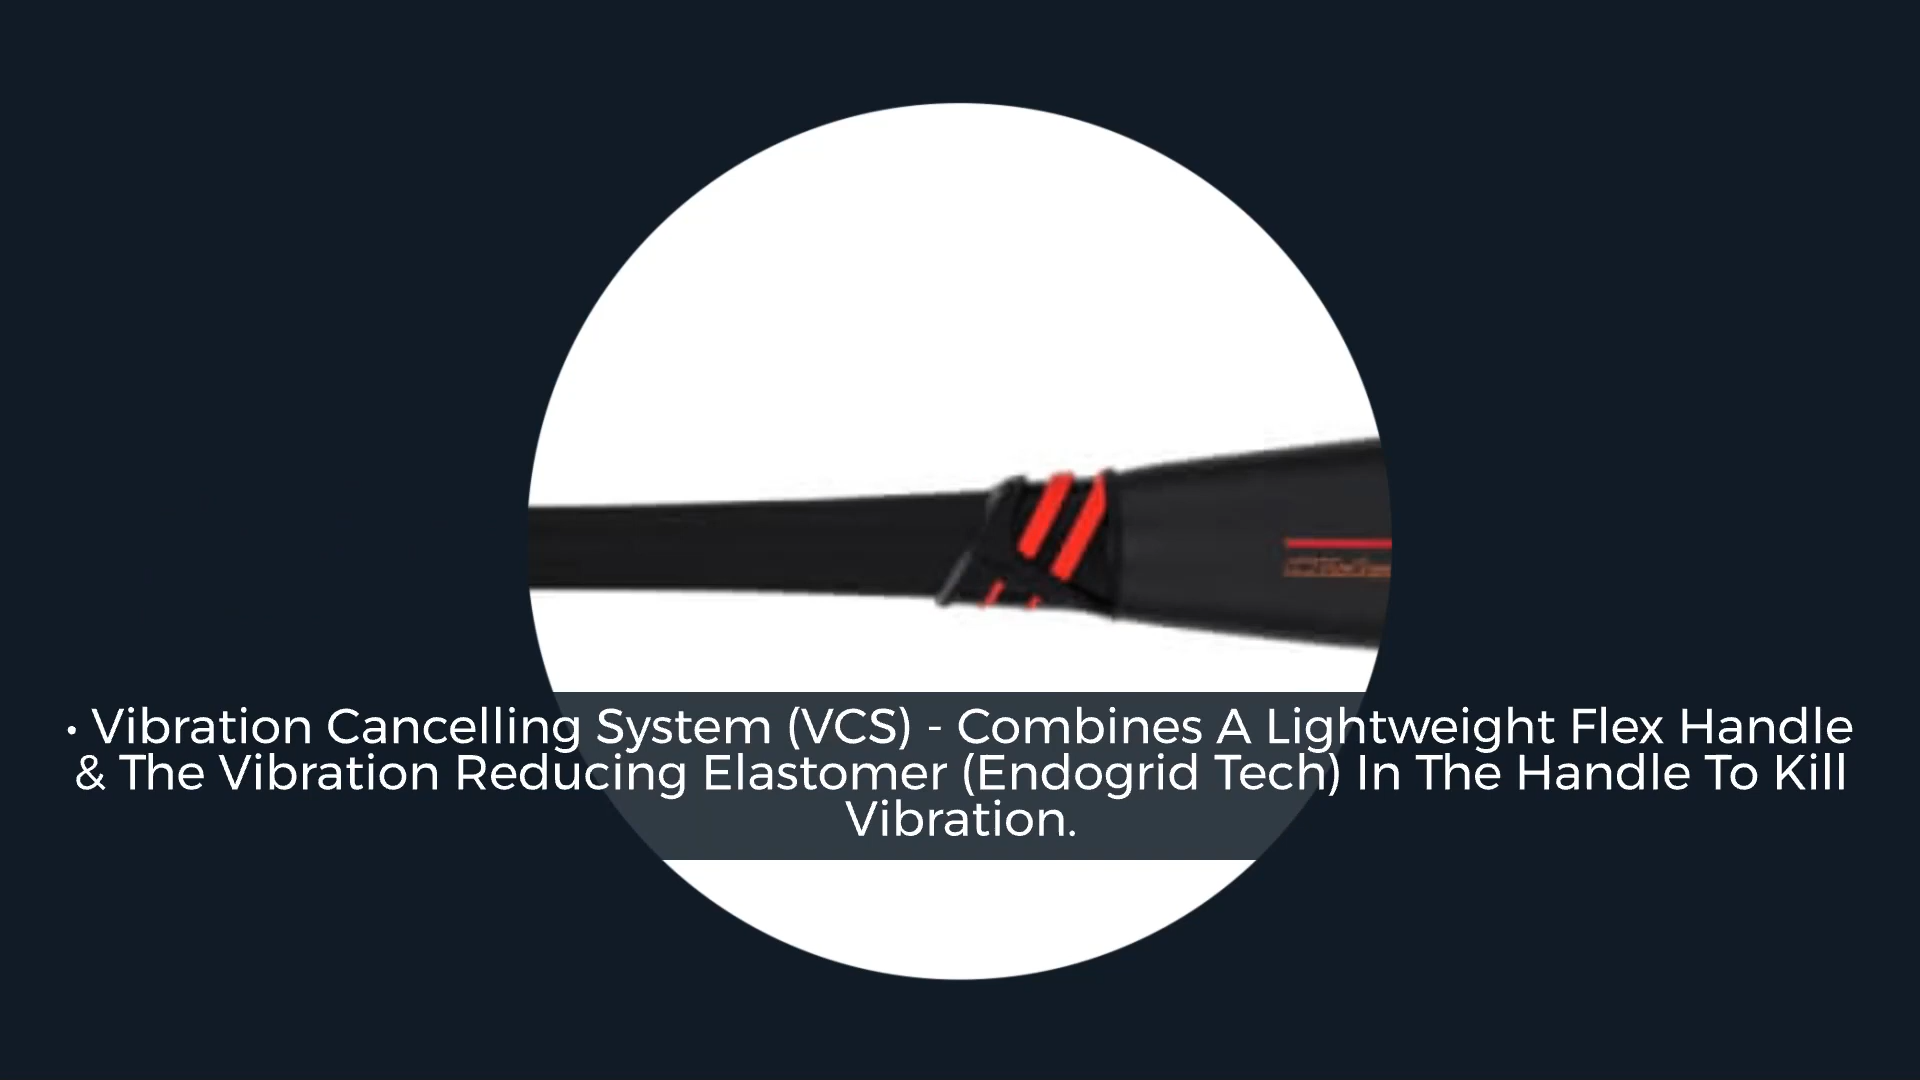 • Vibration Cancelling System (VCS) - Combines A Lightweight Flex Handle
& The Vibration Reducing Elastomer (Endogrid Tech) In The Handle To Kill
Vibration.